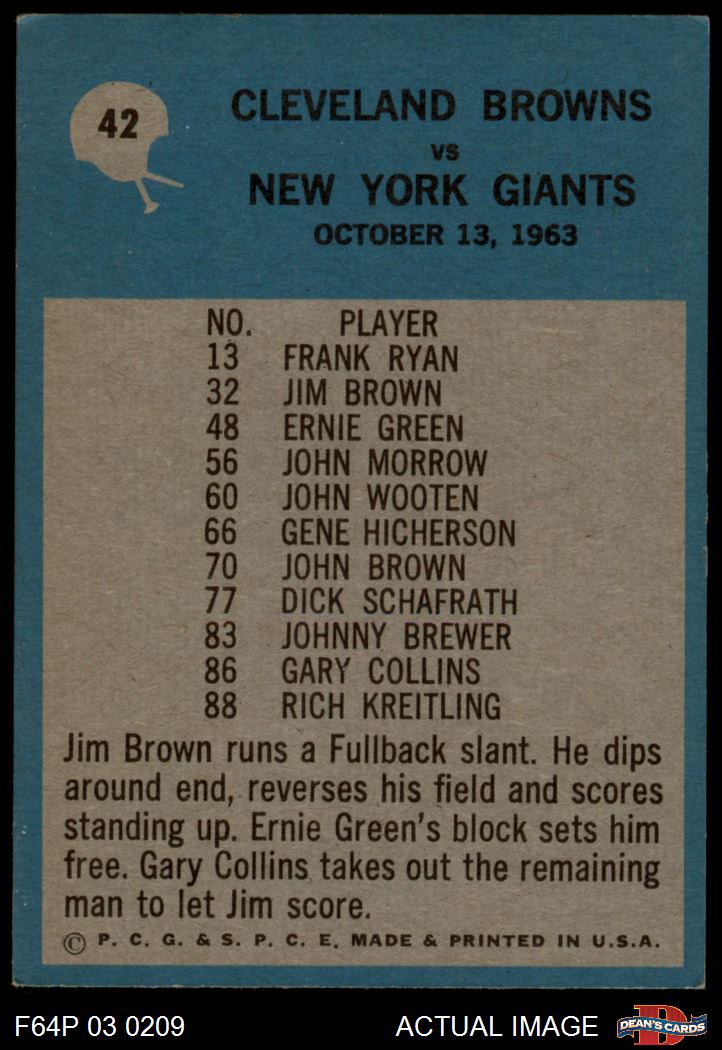 42
CLEVELAND BROWNS
VS
NEW YORK GIANTS
OCTOBER 13, 1963
NO. PLAYER
13 FRANK RYAN
32 JIM BROWN
48 ERNIE GREEN
56 JOHN MORROW
60 JOHN WOOTEN
66 GENE HICHERSON
70 JOHN BROWN
77 DICK SCHAFRATH
83 JOHNNY BREWER
86 GARY COLLINS
88 RICH KREITLING
Jim Brown runs a Fullback slant. He dips
around end, reverses his field and scores
standing up. Ernie Green's block sets him
free. Gary Collins takes out the remaining
man to let Jim score.
© P. C. G. & S. P. C. E. MADE & PRINTED IN U.S.A.
F64P 03 0209 ACTUAL IMAGE D DEAN'S CARDS